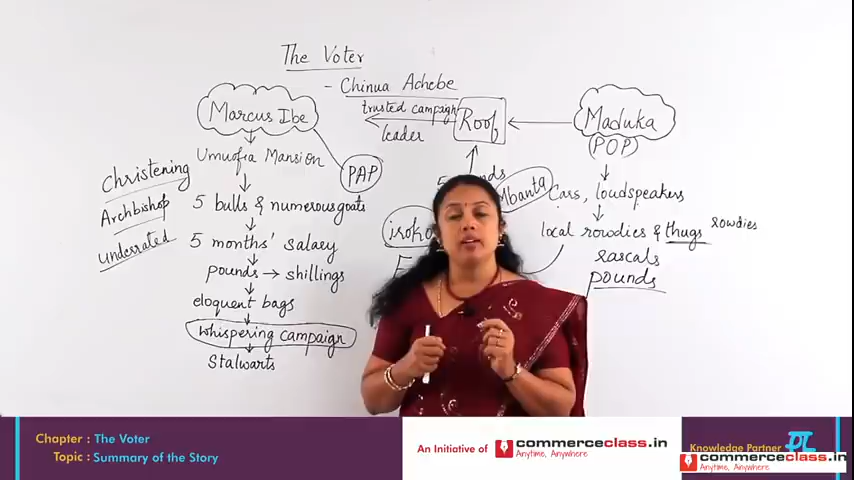 The Voter
- Chinua Achebe
Marcus Ibe
Umuofia Mansion
PAP
Christening
Archbishop
underrated
5 bulls & numerous goats
5 months' salary
pounds → shillings
eloquent bags
whispering campaign
Stalwarts
trusted campaign
leader
Roof
Mbanta
iroko
Maduka
(POP)
Cars, loudspeakers
local rowdies & thugs rowdies
rascals
pounds
Chapter : The Voter
Topic : Summary of the Story
An Initiative of commerceclass.in
Anytime, Anywhere
Knowledge Partner
commerceclass.in
Anytime, Anywhere